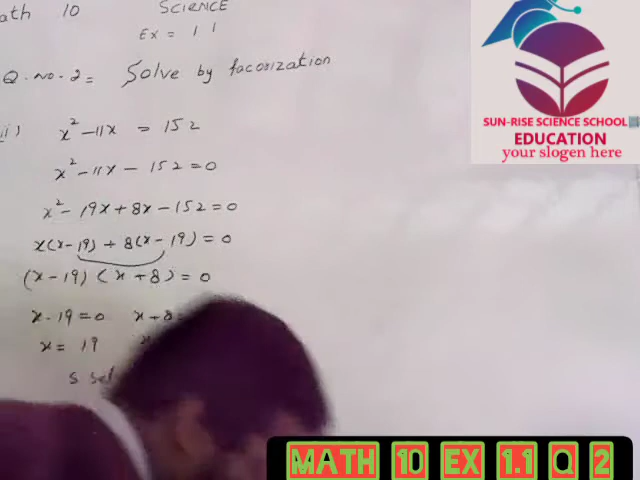 ath 10 SCIENCE
Ex = 1 1
Q. No. 2 = Solve by facorization
ii) x² - 11x = 152
x² - 11x - 152 = 0
x² - 19x + 8x - 152 = 0
x(x - 19) + 8(x - 19) = 0
(x - 19) (x + 8) = 0
x - 19 = 0 x + 8 =
x = 19 x
S set
SUN-RISE SCIENCE SCHOOL
EDUCATION
your slogen here
MATH 10 EX 1.1 Q 2